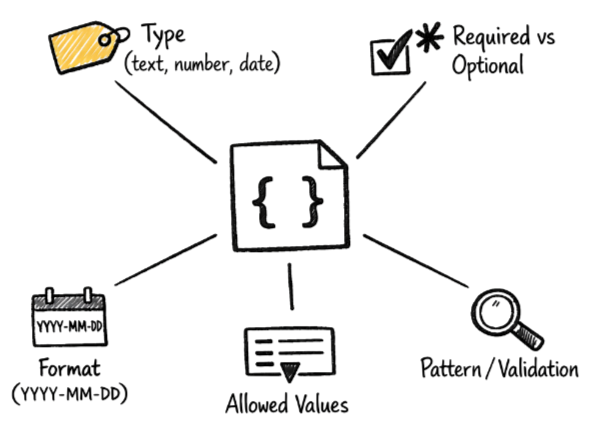 Type
(text, number, date)
Required vs
Optional
{ }
YYYY-MM-DD
Format
(YYYY-MM-DD)
Allowed Values
Pattern / Validation